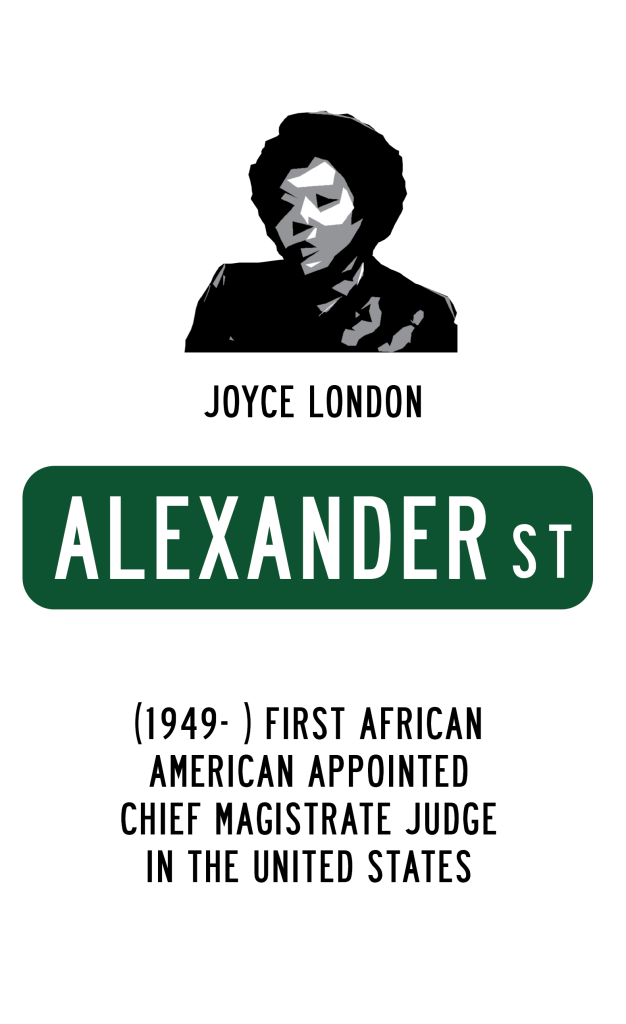 JOYCE LONDON
ALEXANDER ST
(1949- ) FIRST AFRICAN
AMERICAN APPOINTED
CHIEF MAGISTRATE JUDGE
IN THE UNITED STATES